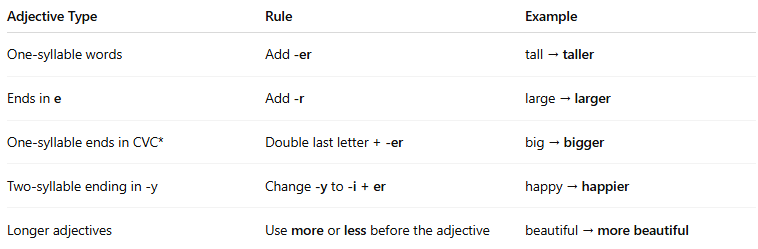 Adjective Type Rule Example
One-syllable words Add -er tall → taller
Ends in e Add -r large → larger
One-syllable ends in CVC* Double last letter + -er big → bigger
Two-syllable ending in -y Change -y to -i + er happy → happier
Longer adjectives Use more or less before the adjective beautiful → more beautiful